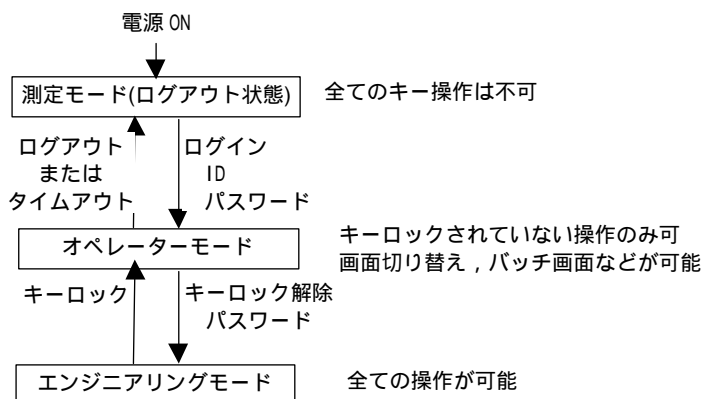 電源 ON
測定モード(ログアウト状態)
全てのキー操作は不可
ログアウト
または
タイムアウト
ログイン
ID
パスワード
オペレーターモード
キーロックされていない操作のみ可
画面切り替え，バッチ画面などが可能
キーロック
キーロック解除
パスワード
エンジニアリングモード
全ての操作が可能